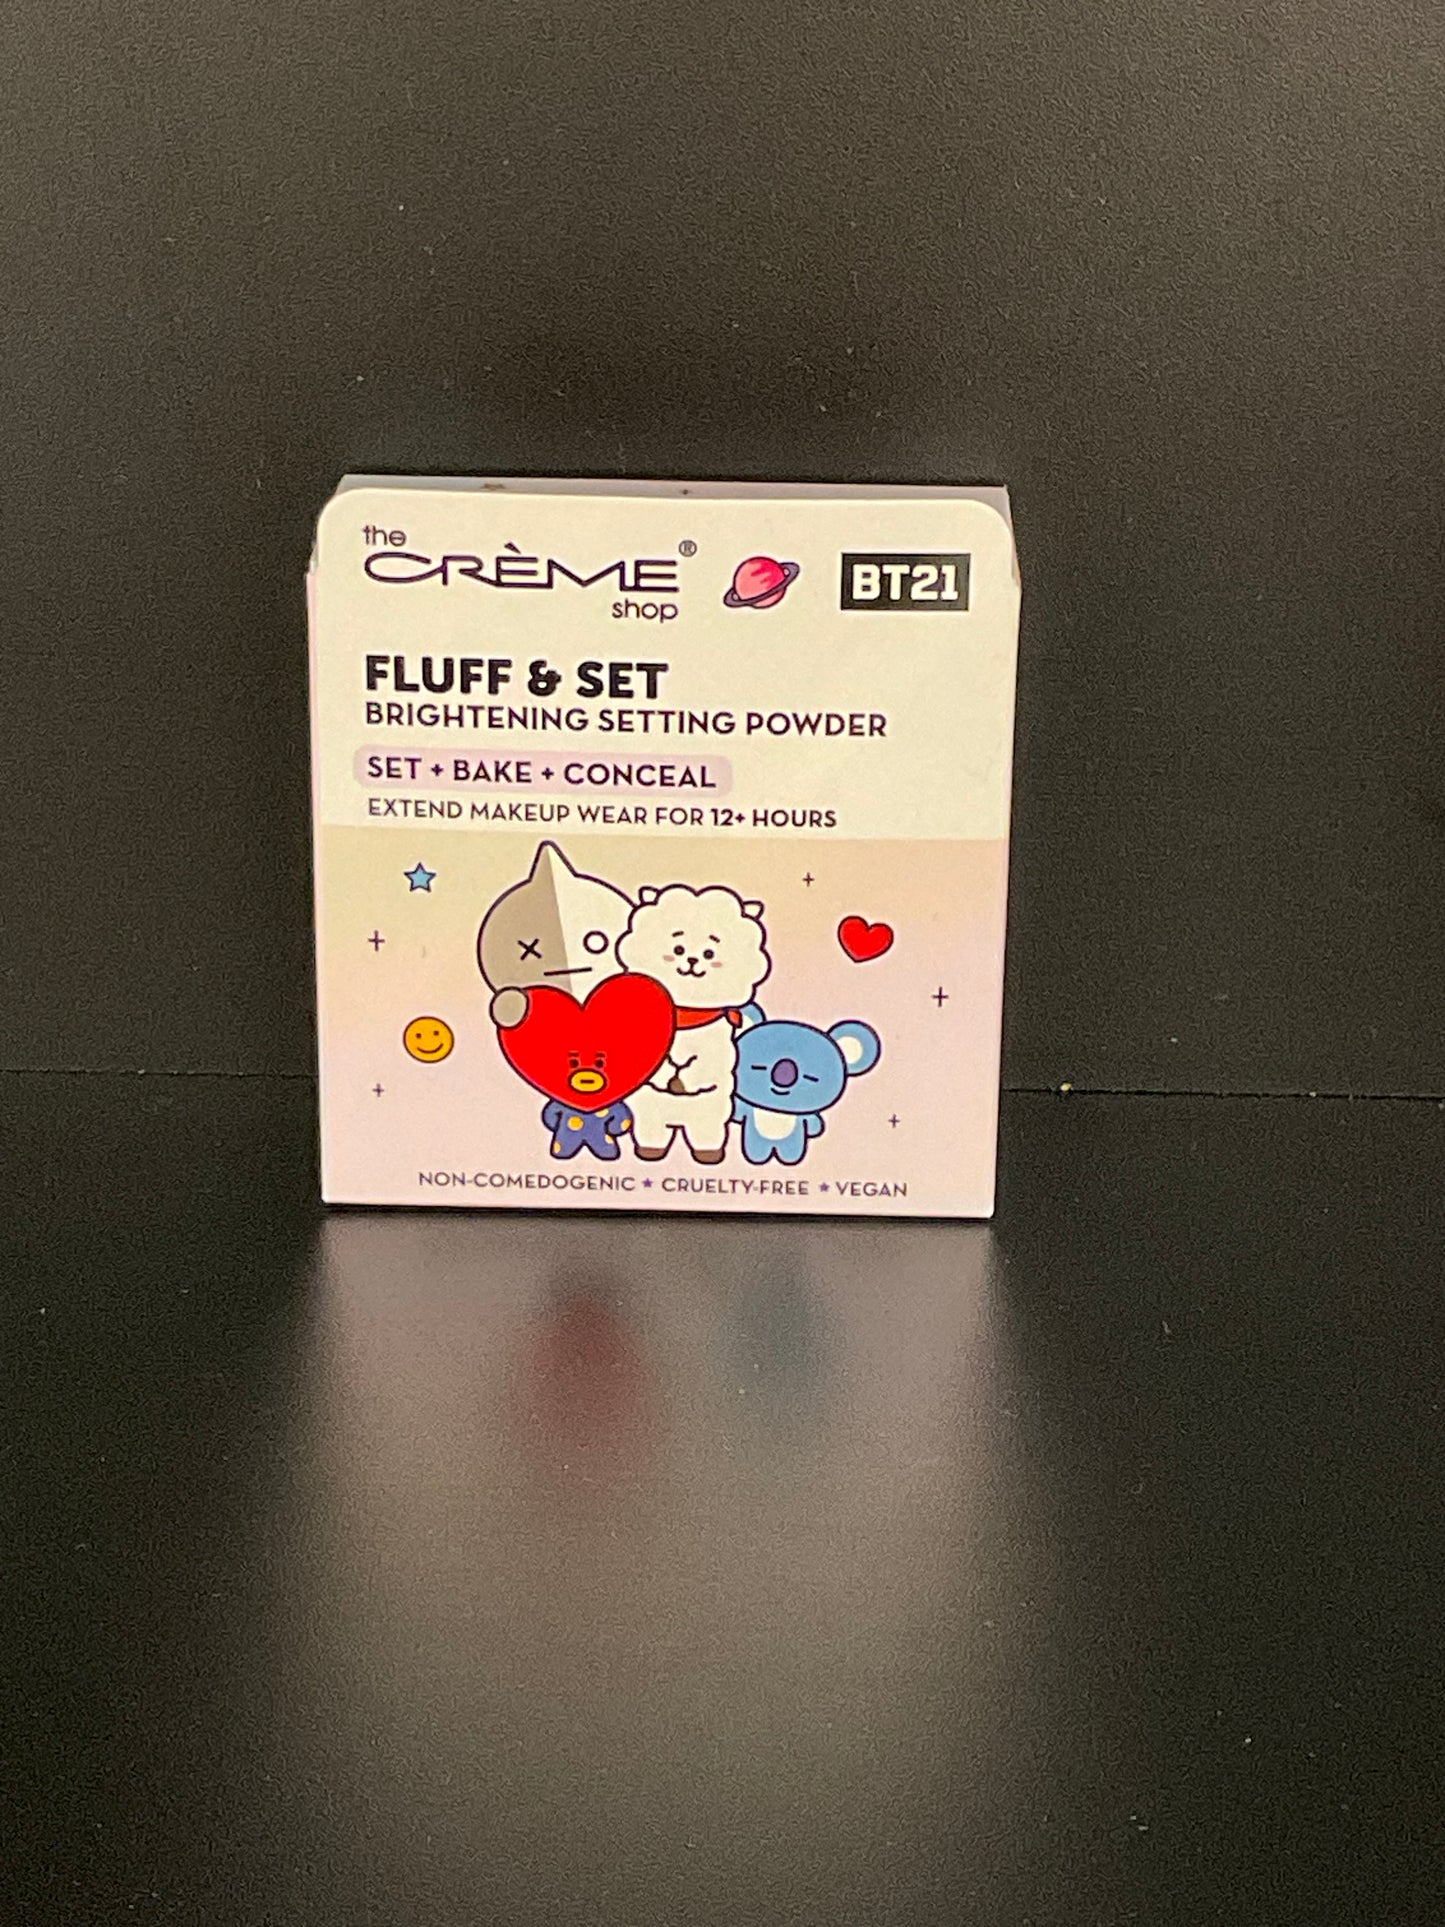 the
CRÈME®
shop
BT21
FLUFF & SET
BRIGHTENING SETTING POWDER
SET + BAKE + CONCEAL
EXTEND MAKEUP WEAR FOR 12+ HOURS
NON-COMEDOGENIC ★ CRUELTY-FREE ★ VEGAN